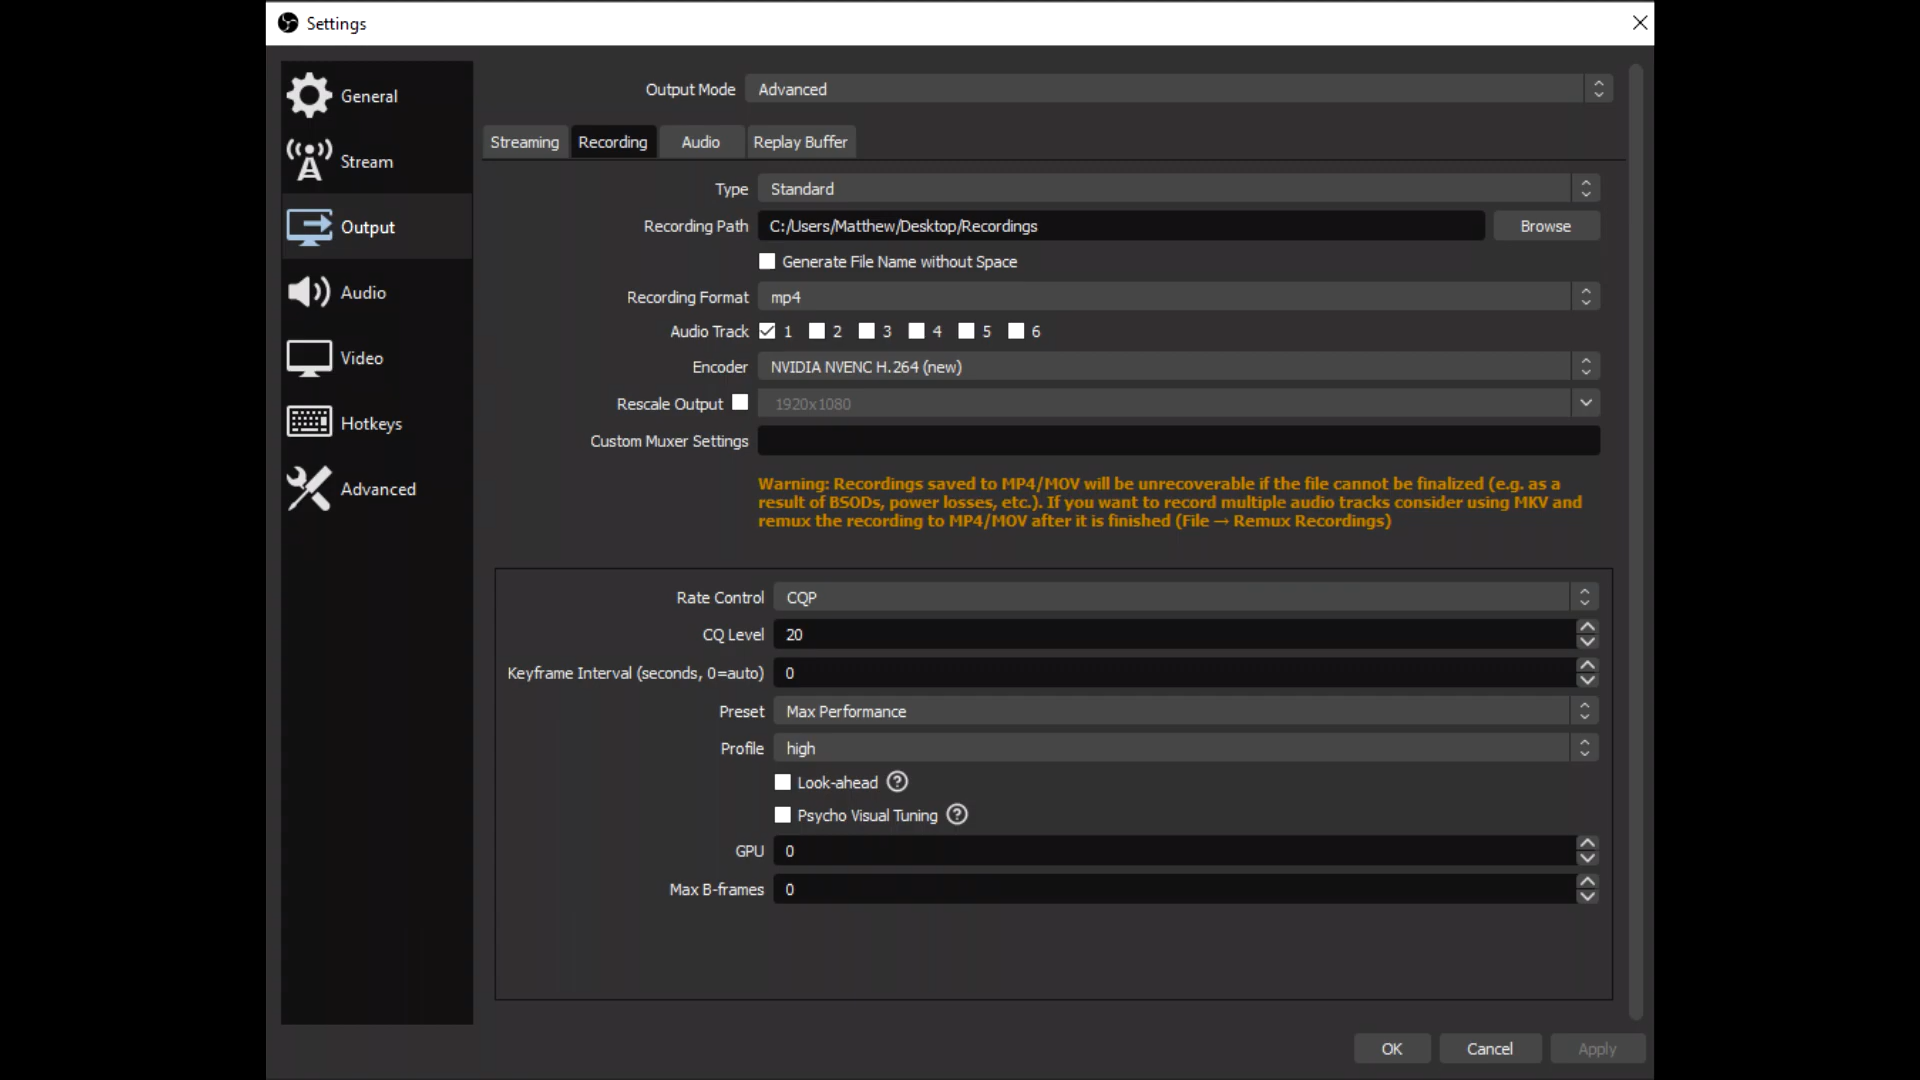 Settings
General
Stream
Output
Audio
Video
Hotkeys
Advanced
Output Mode Advanced
Streaming Recording Audio Replay Buffer
Type Standard
Recording Path C:/Users/Matthew/Desktop/Recordings Browse
Generate File Name without Space
Recording Format mp4
Audio Track 1 2 3 4 5 6
Encoder NVIDIA NVENC H.264 (new)
Rescale Output 1920x1080
Custom Muxer Settings
Warning: Recordings saved to MP4/MOV will be unrecoverable if the file cannot be finalized (e.g. as a
result of BSODs, power losses, etc.). If you want to record multiple audio tracks consider using MKV and
remux the recording to MP4/MOV after it is finished (File → Remux Recordings)
Rate Control CQP
CQ Level 20
Keyframe Interval (seconds, 0=auto) 0
Preset Max Performance
Profile high
Look-ahead ?
Psycho Visual Tuning ?
GPU 0
Max B-frames 0
OK Cancel Apply